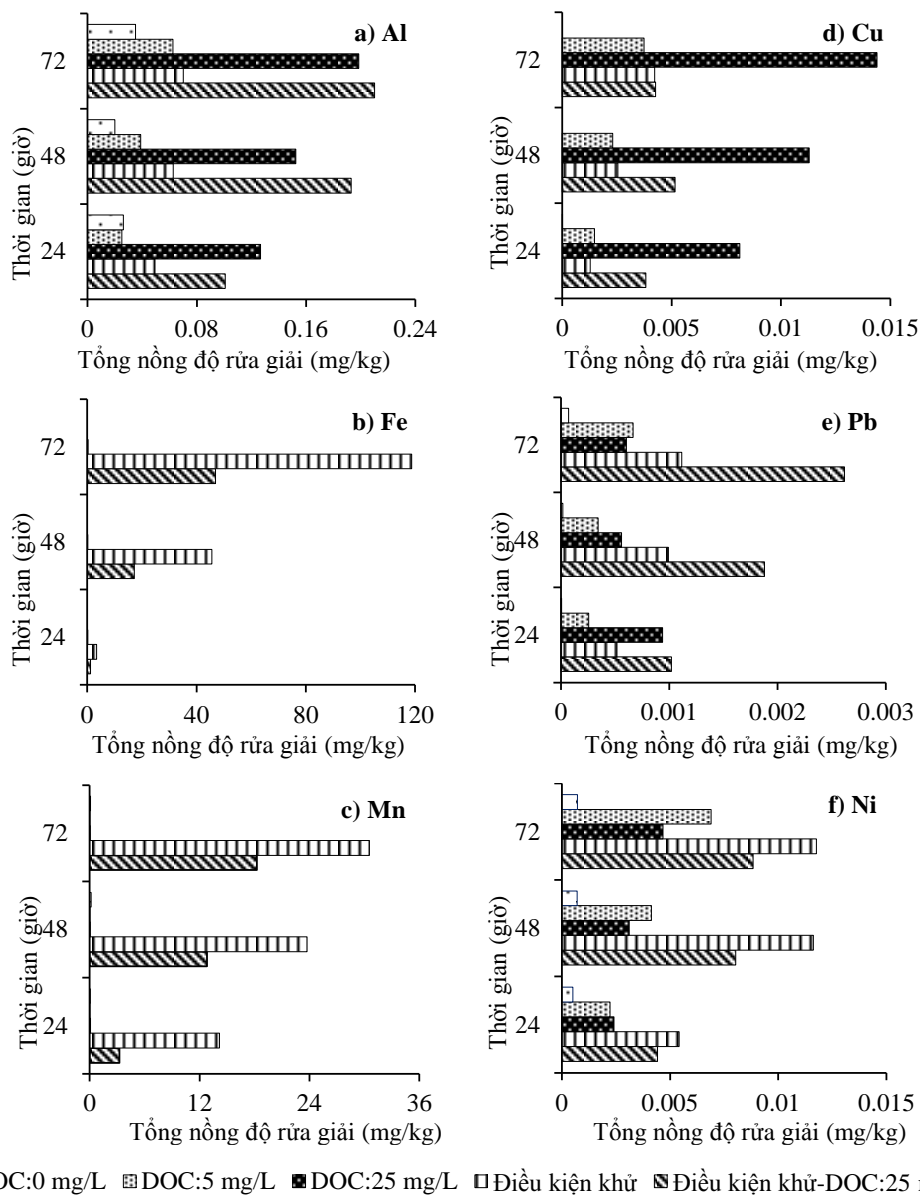 a) Al
72
48
24
Thời gian (giờ)
0 0.08 0.16 0.24
Tổng nồng độ rửa giải (mg/kg)
d) Cu
72
48
24
Thời gian (giờ)
0 0.005 0.01 0.015
Tổng nồng độ rửa giải (mg/kg)
b) Fe
72
48
24
Thời gian (giờ)
0 40 80 120
Tổng nồng độ rửa giải (mg/kg)
e) Pb
72
48
24
Thời gian (giờ)
0 0.001 0.002 0.003
Tổng nồng độ rửa giải (mg/kg)
c) Mn
72
48
24
Thời gian (giờ)
0 12 24 36
Tổng nồng độ rửa giải (mg/kg)
f) Ni
72
48
24
Thời gian (giờ)
0 0.005 0.01 0.015
Tổng nồng độ rửa giải (mg/kg)
OC:0 mg/L DOC:5 mg/L DOC:25 mg/L Điều kiện khử Điều kiện khử-DOC:25